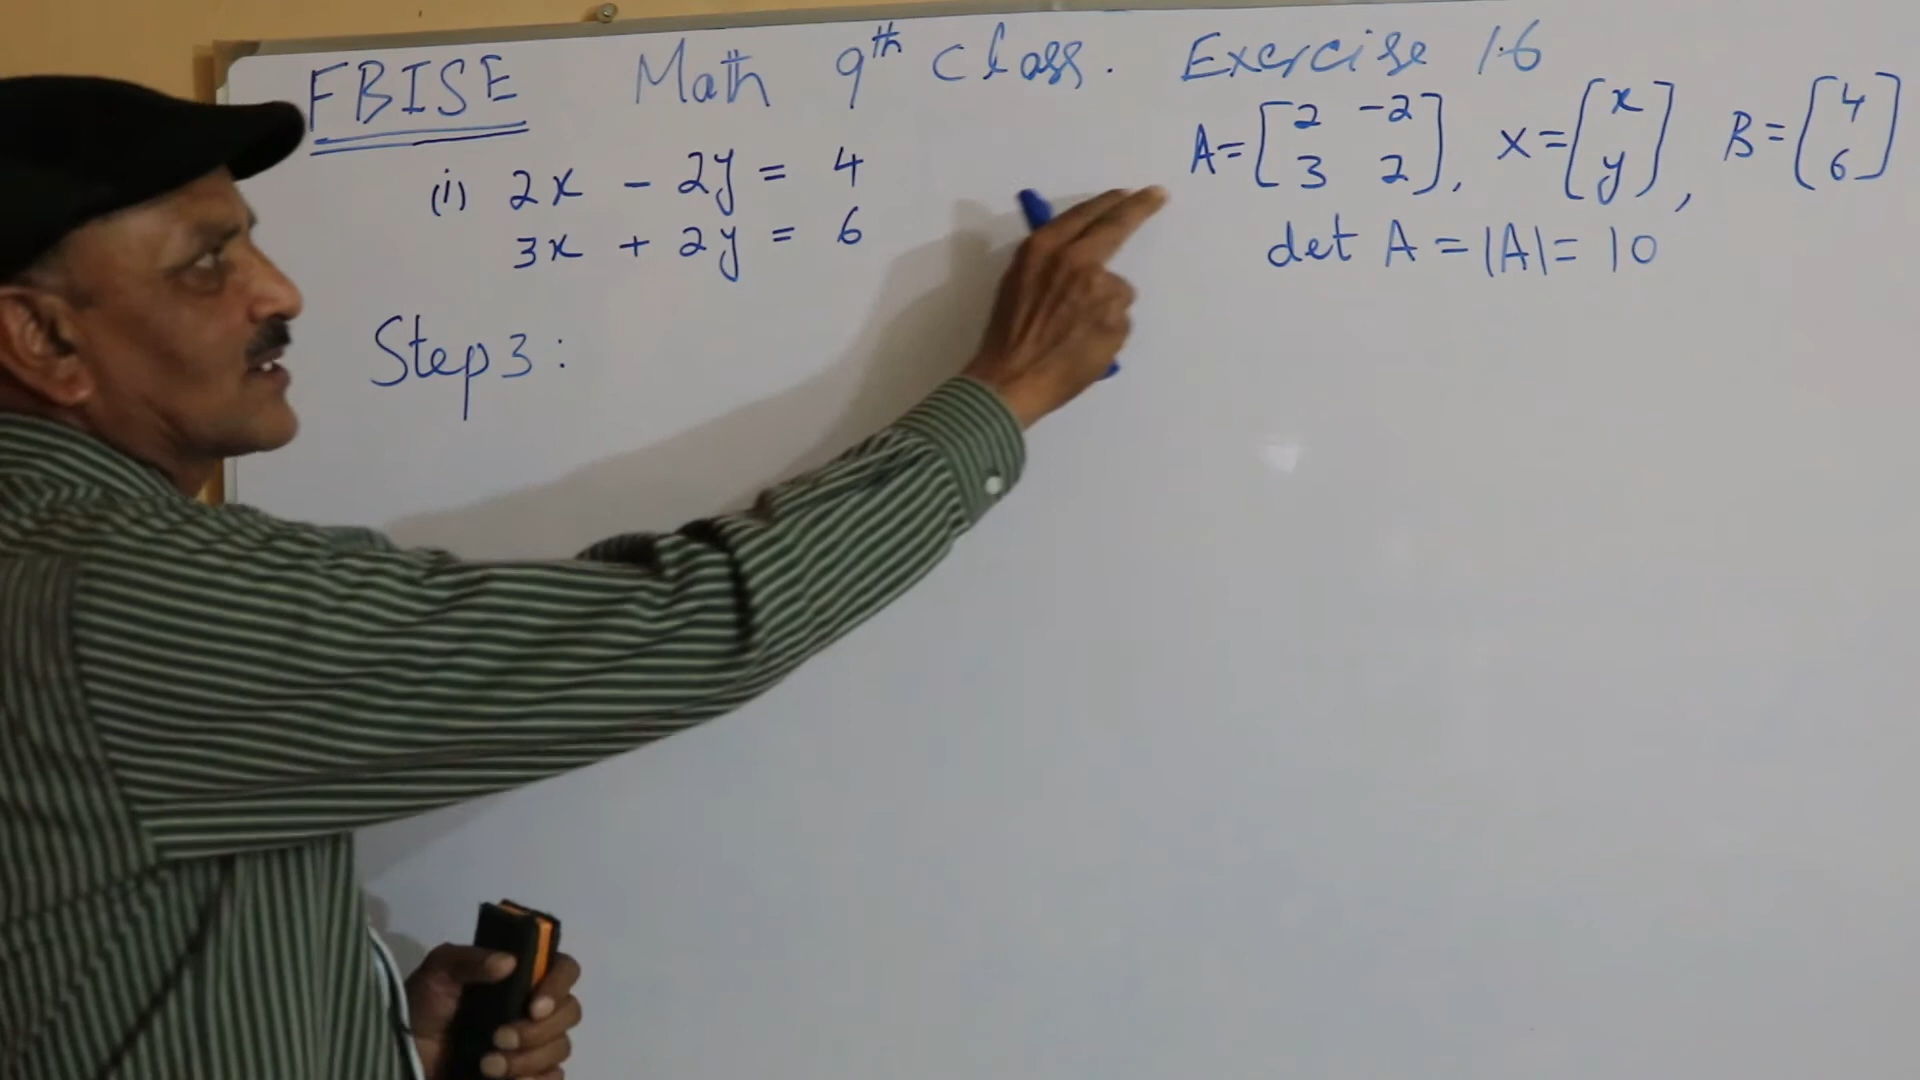 FBISE Math 9th class. Exercise 1.6
(i) 2x - 2y = 4
3x + 2y = 6
A = [2 -2
3 2], X = [x
y], B = [4
6]
det A = |A| = 10
Step 3: